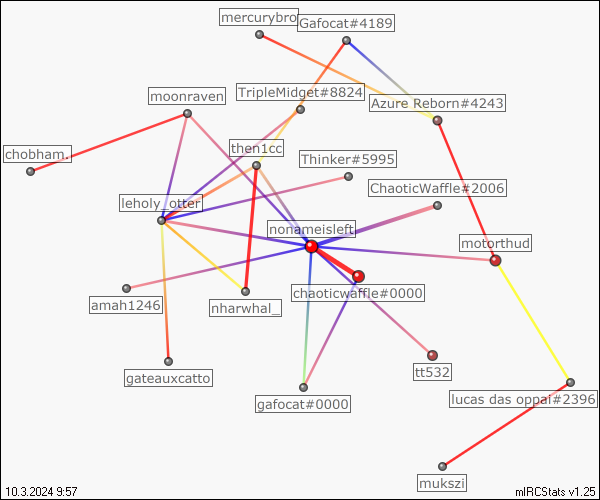 mercurybro
Gafocat#4189
TripleMidget#8824
moonraven
Azure Reborn#4243
then1cc
chobham.
Thinker#5995
ChaoticWaffle#2006
leholy_otter
nonameisleft
motorthud
chaoticwaffle#0000
amah1246
nharwhal_
tt532
gateauxcatto
gafocat#0000
lucas das oppai#2396
mukszi
10.3.2024 9:57
mIRCStats v1.25